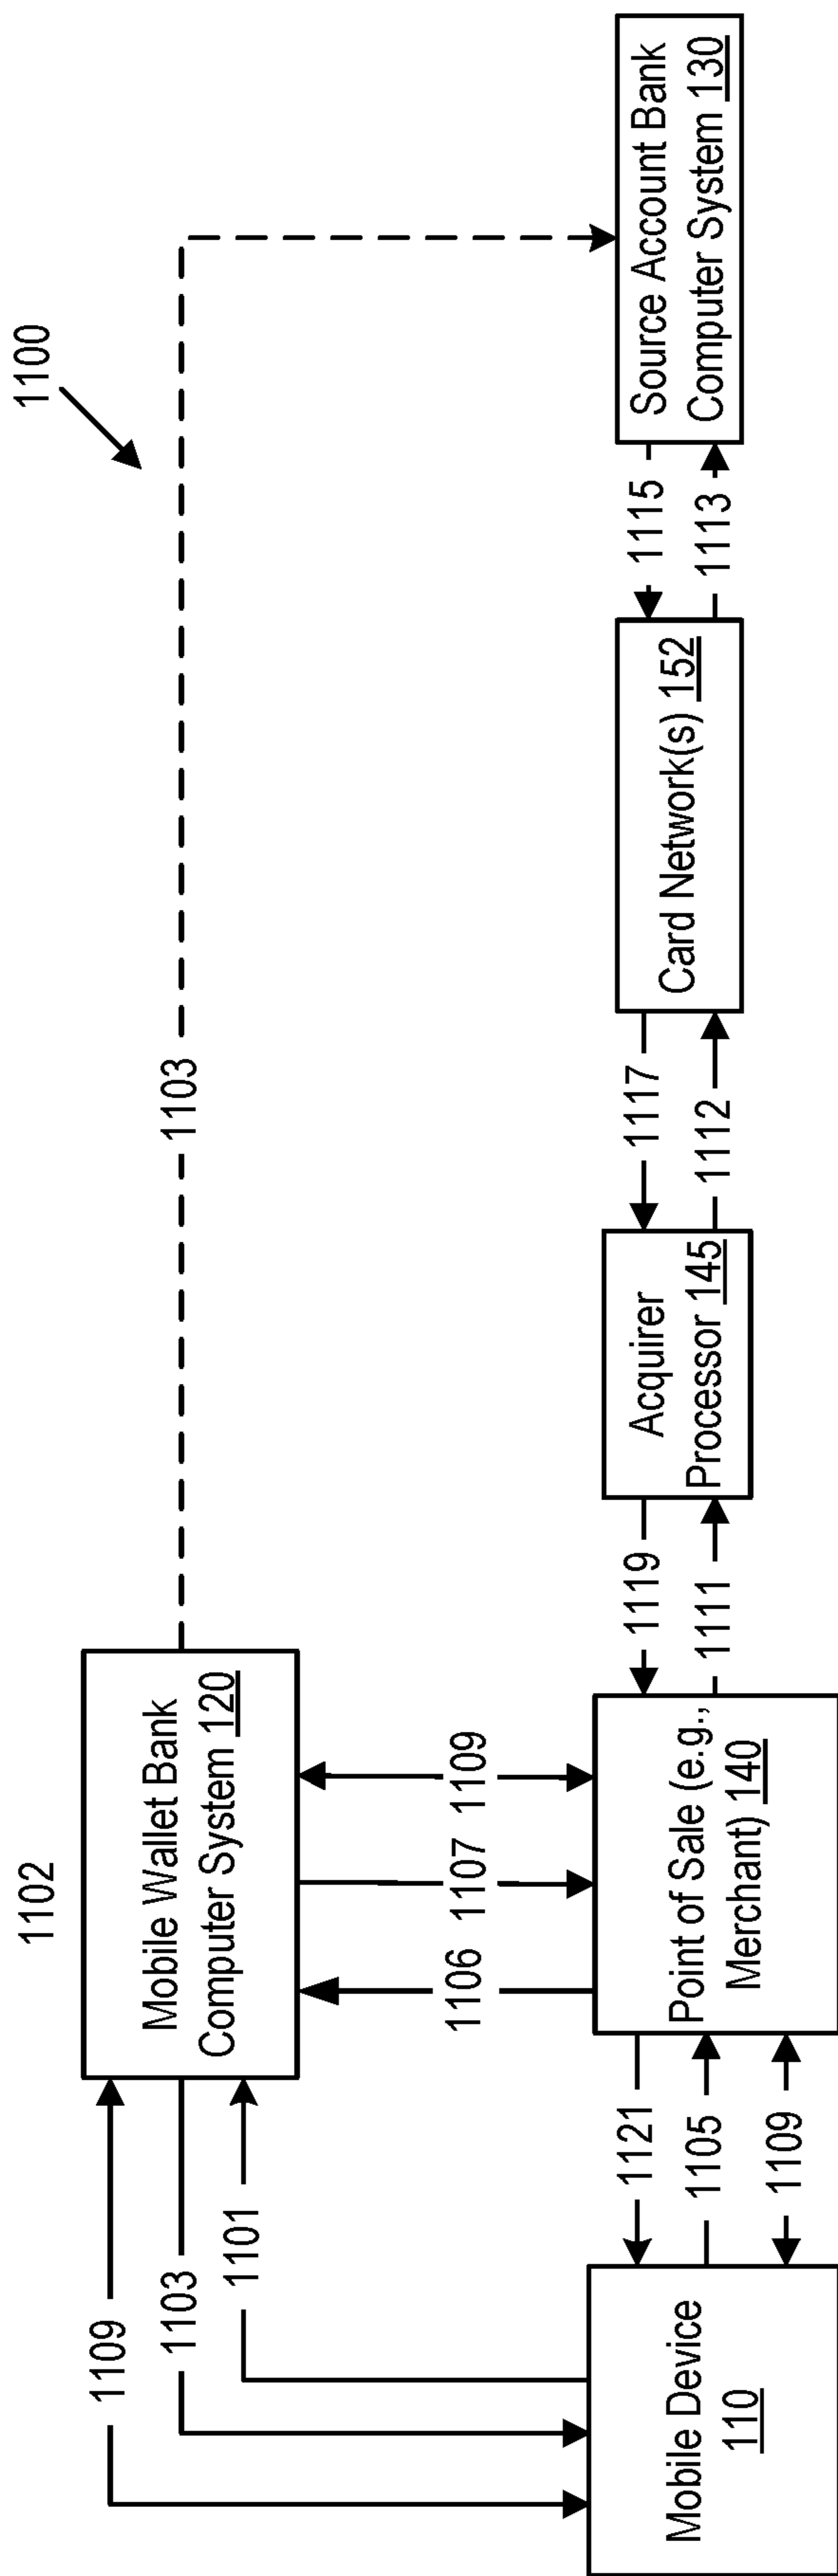 1100
1102
1109
1103
1101
Mobile Wallet Bank
Computer System 120
1103
1106
1107
1109
Mobile Device
110
1121
1105
1109
Point of Sale (e.g.,
Merchant) 140
1119
1111
Acquirer
Processor 145
1117
1112
Card Network(s) 152
1115
1113
Source Account Bank
Computer System 130